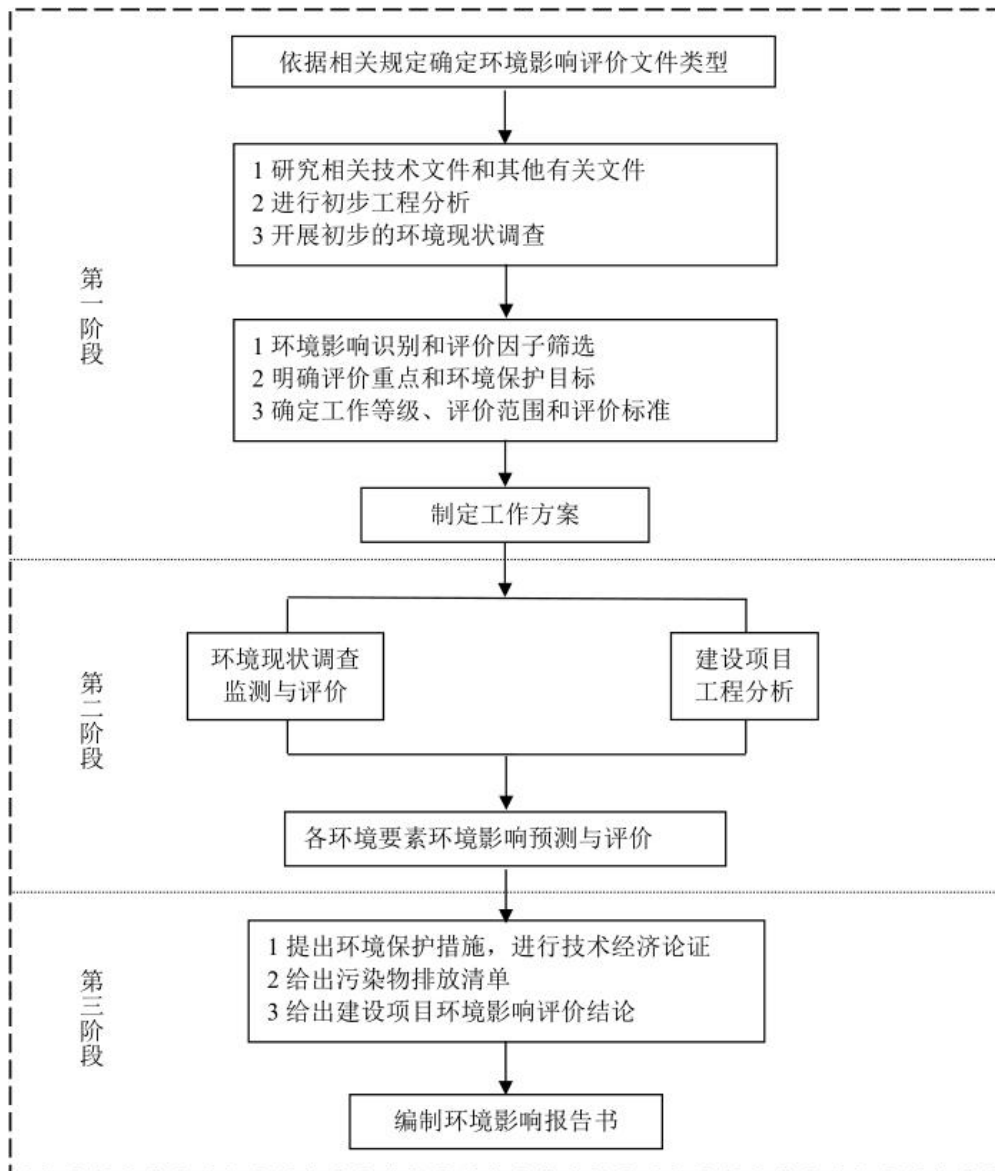 依据相关规定确定环境影响评价文件类型
1 研究相关技术文件和其他有关文件
2 进行初步工程分析
3 开展初步的环境现状调查
第一阶段
1 环境影响识别和评价因子筛选
2 明确评价重点和环境保护目标
3 确定工作等级、评价范围和评价标准
制定工作方案
第二阶段
环境现状调查
监测与评价
建设项目
工程分析
各环境要素环境影响预测与评价
第三阶段
1 提出环境保护措施，进行技术经济论证
2 给出污染物排放清单
3 给出建设项目环境影响评价结论
编制环境影响报告书